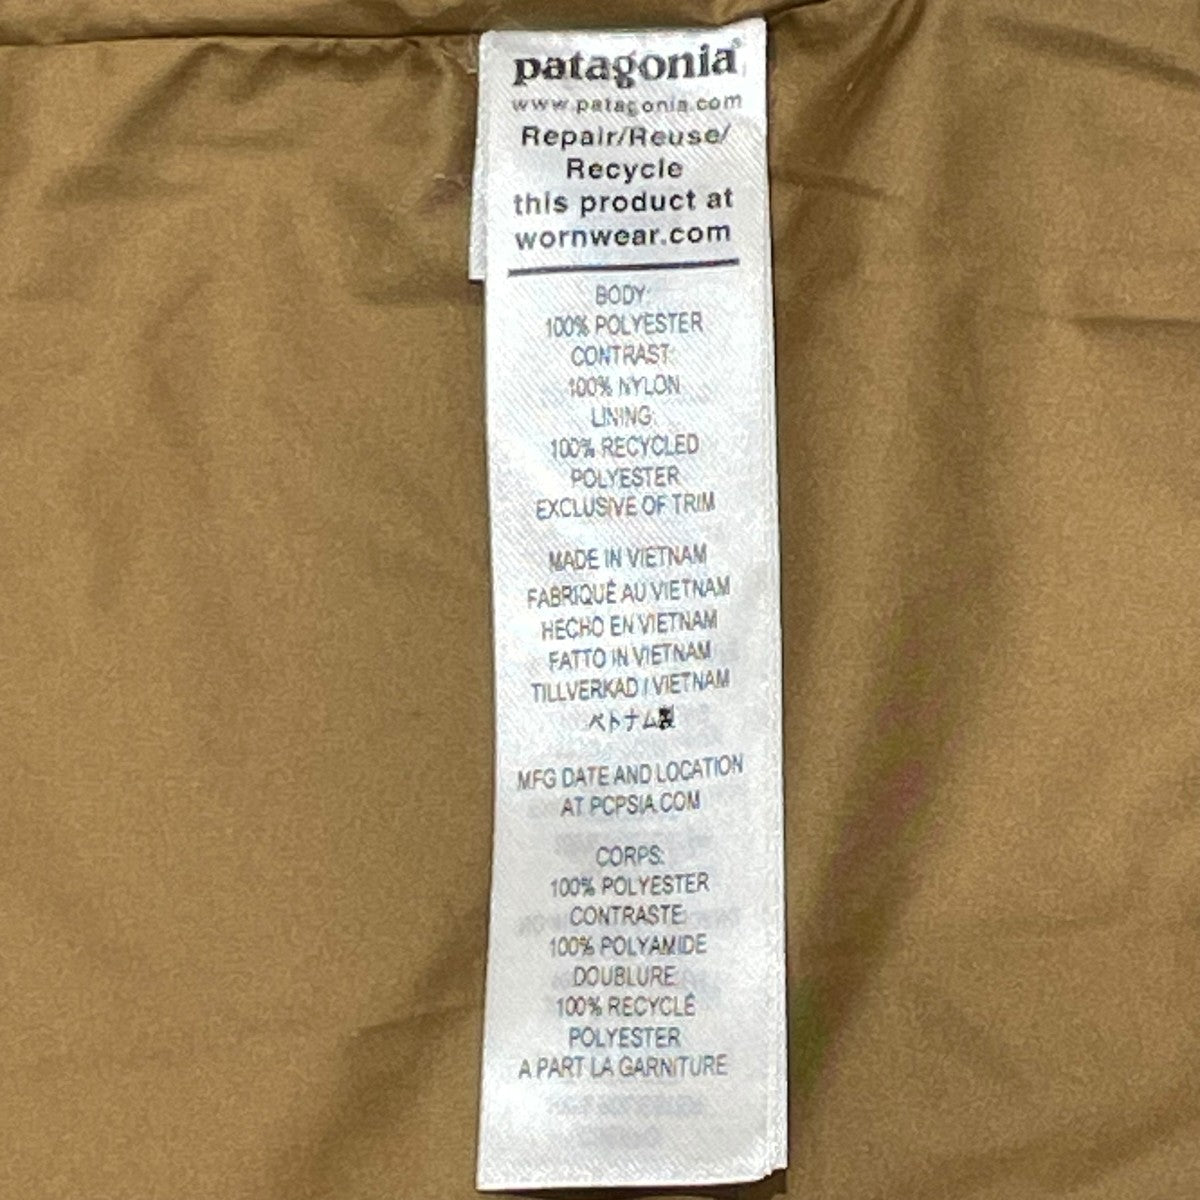 patagonia®
www.patagonia.com
Repair/Reuse/
Recycle
this product at
wornwear.com
BODY:
100% POLYESTER
CONTRAST:
100% NYLON
LINING:
100% RECYCLED
POLYESTER
EXCLUSIVE OF TRIM
MADE IN VIETNAM
FABRIQUÉ AU VIETNAM
HECHO EN VIETNAM
FATTO IN VIETNAM
TILLVERKAD I VIETNAM
ベトナム製
MFG DATE AND LOCATION
AT PCPSIA.COM
CORPS:
100% POLYESTER
CONTRASTE:
100% POLYAMIDE
DOUBLURE:
100% RECYCLÉ
POLYESTER
A PART LA GARNITURE